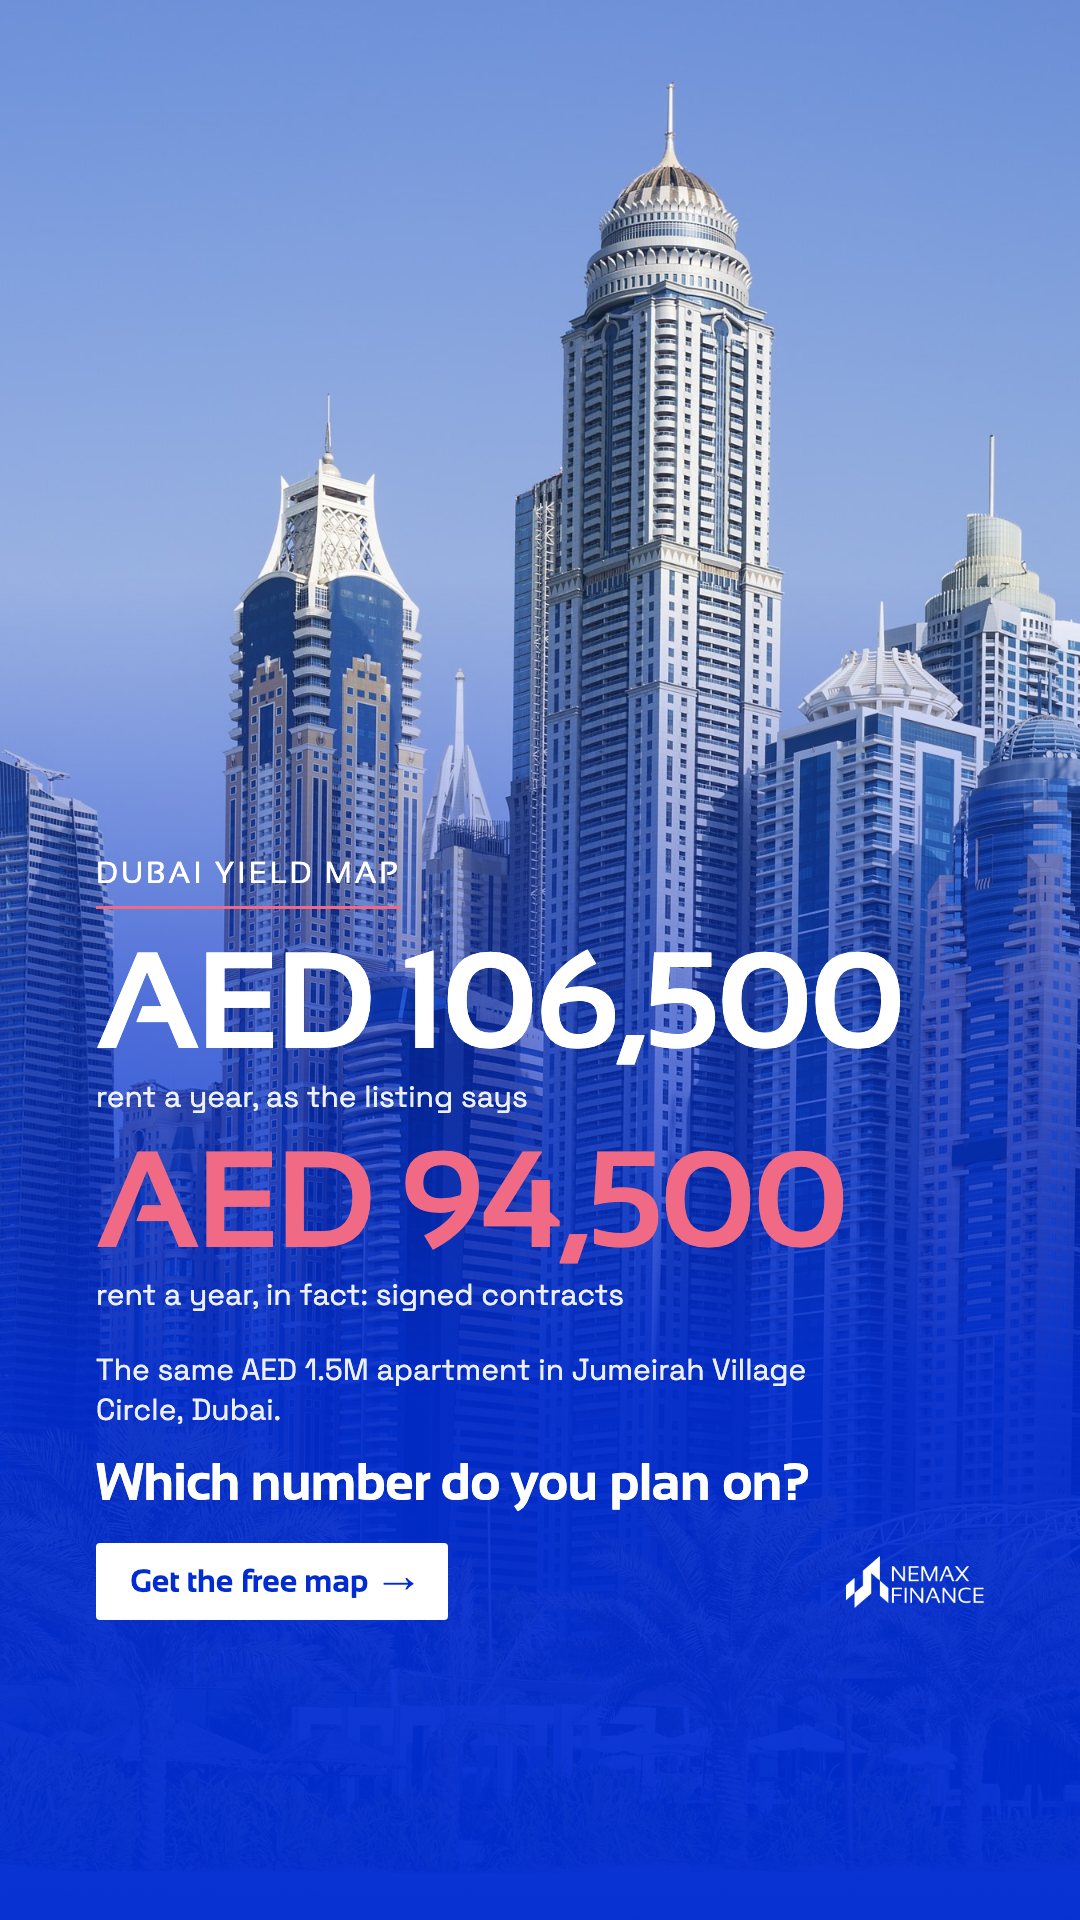 DUBAI YIELD MAP
AED 106,500
rent a year, as the listing says
AED 94,500
rent a year, in fact: signed contracts
The same AED 1.5M apartment in Jumeirah Village
Circle, Dubai.
Which number do you plan on?
Get the free map →
NEMAX
FINANCE